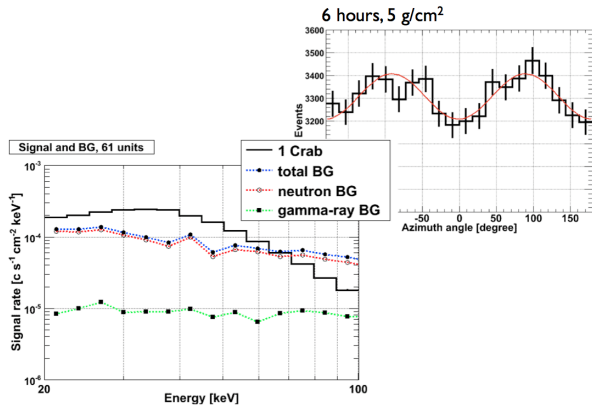 6 hours, 5 g/cm²
3600
3500
3400
3300
3200
Events
-50 0 50 100 150
Azimuth angle [degree]
Signal and BG, 61 units
1 Crab
total BG
neutron BG
gamma-ray BG
10⁻³
10⁻⁴
10⁻⁵
10⁻⁶
Signal rate [c s⁻¹ cm⁻² keV⁻¹]
20 100
Energy [keV]